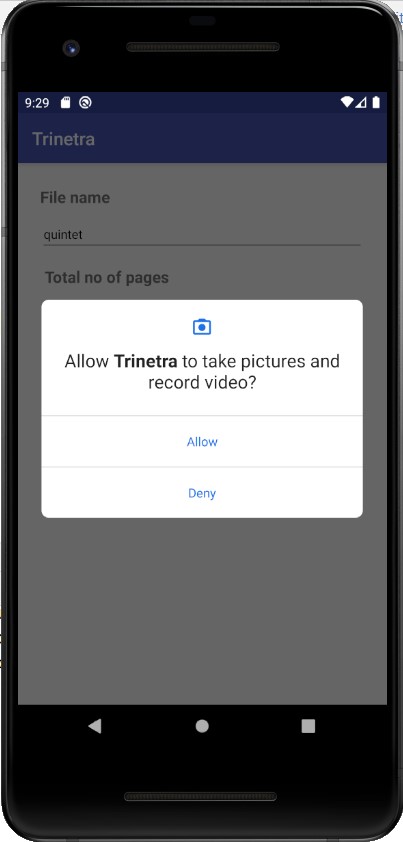 9:29
Trinetra
File name
quintet
Total no of pages
Allow Trinetra to take pictures and
record video?
Allow
Deny